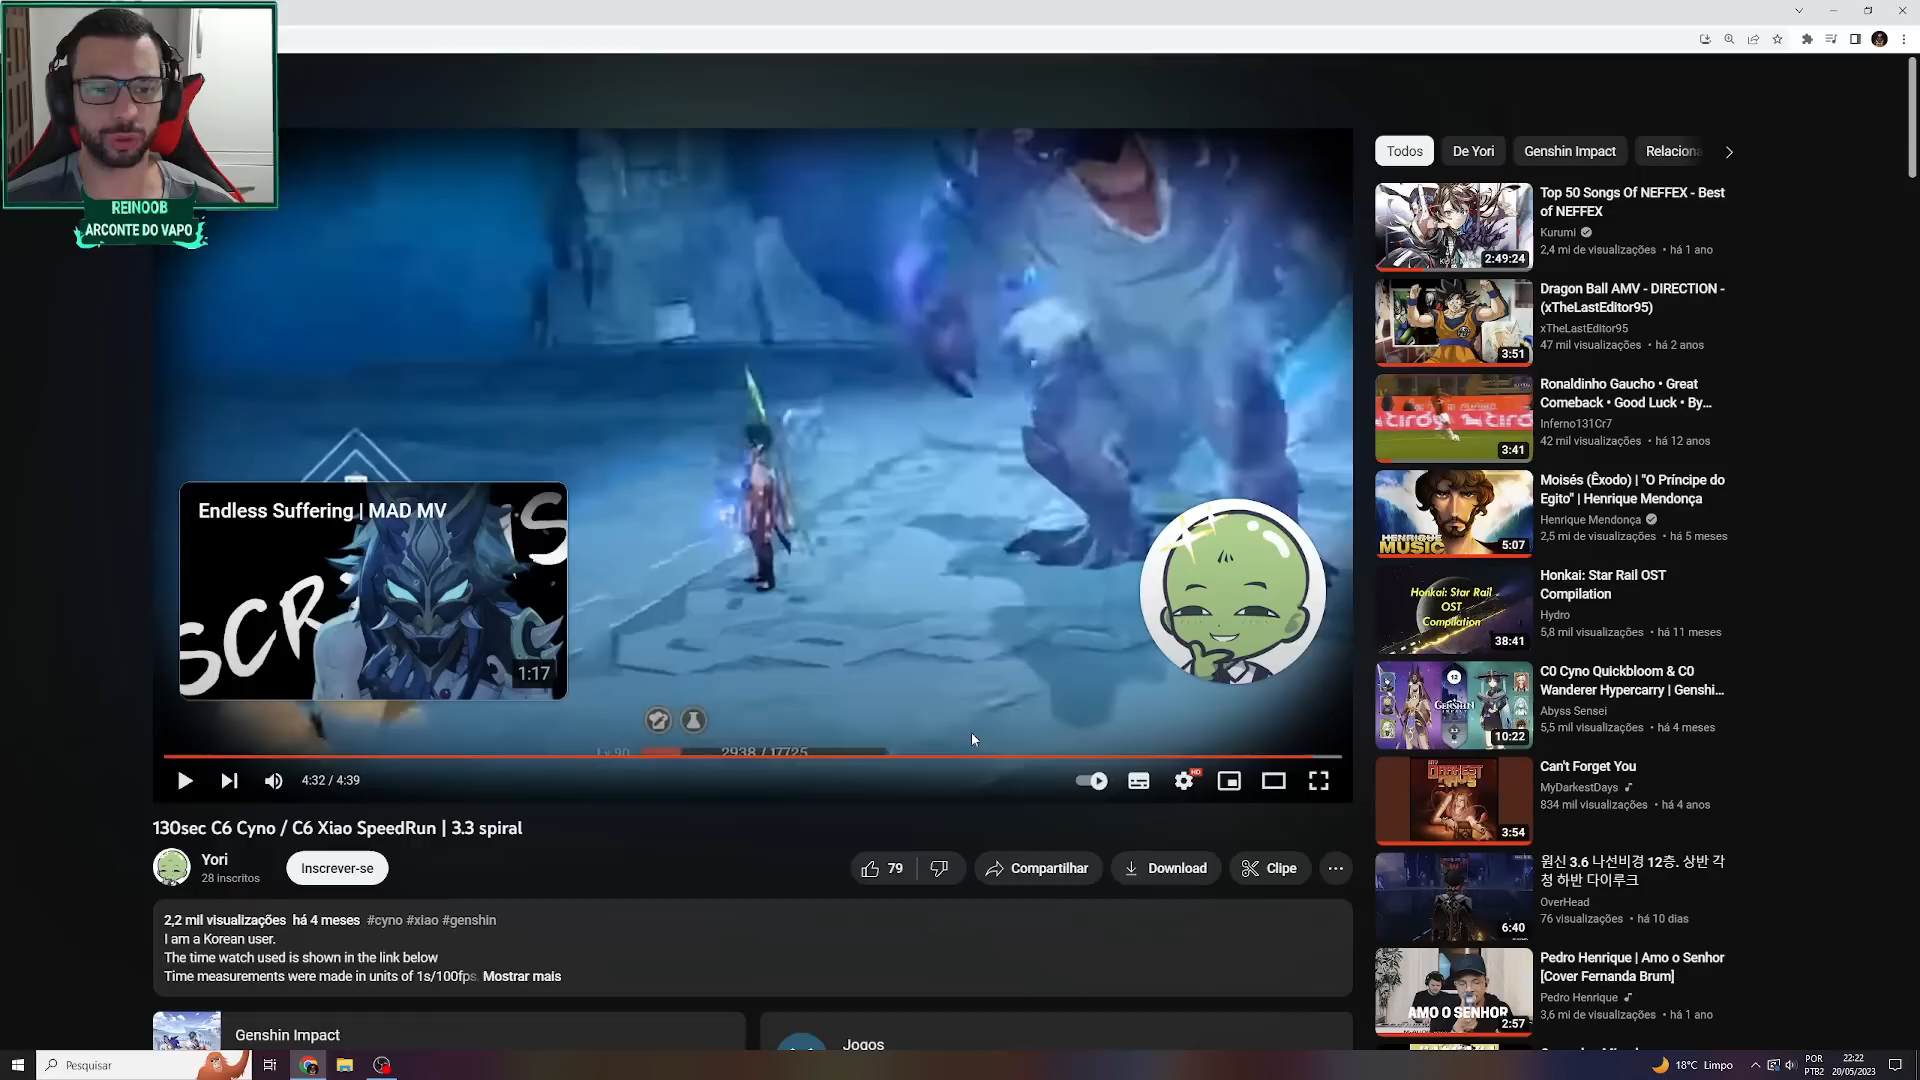 REINOOB
ARCONTE DO VAPO
Endless Suffering | MAD MV
1:17
2938 / 17725
4:32 / 4:39
HD
130sec C6 Cyno / C6 Xiao SpeedRun | 3.3 spiral
Yori
28 inscritos
Inscrever-se
79
Compartilhar
Download
Clipe
2,2 mil visualizações há 4 meses #cyno #xiao #genshin
I am a Korean user.
The time watch used is shown in the link below
Time measurements were made in units of 1s/100fps. Mostrar mais
Genshin Impact
Jogos
Todos
De Yori
Genshin Impact
Relaciona
Top 50 Songs Of NEFFEX - Best
of NEFFEX
Kurumi
2,4 mi de visualizações • há 1 ano
2:49:24
Dragon Ball AMV - DIRECTION -
(xTheLastEditor95)
xTheLastEditor95
47 mil visualizações • há 2 anos
3:51
Ronaldinho Gaucho • Great
Comeback • Good Luck • By...
Inferno131Cr7
42 mil visualizações • há 12 anos
3:41
Moisés (Êxodo) | "O Príncipe do
Egito" | Henrique Mendonça
Henrique Mendonça
2,5 mi de visualizações • há 5 meses
HENRIQUE
MUSIC
5:07
Honkai: Star Rail OST
Compilation
Hydro
5,8 mil visualizações • há 11 meses
Honkai: Star Rail
OST
Compilation
38:41
C0 Cyno Quickbloom & C0
Wanderer Hypercarry | Genshi...
Abyss Sensei
5,5 mil visualizações • há 4 meses
12
GENSHIN
10:22
Can't Forget You
MyDarkestDays
834 mil visualizações • há 4 anos
MY
DARKEST
DAYS
3:54
원신 3.6 나선비경 12층. 상반 각
청 하반 다이루크
OverHead
76 visualizações • há 10 dias
6:40
Pedro Henrique | Amo o Senhor
[Cover Fernanda Brum]
Pedro Henrique
3,6 mi de visualizações • há 1 ano
AMO O SENHOR
2:57
Pesquisar
18°C Limpo
POR
PTB2
22:22
20/05/2023